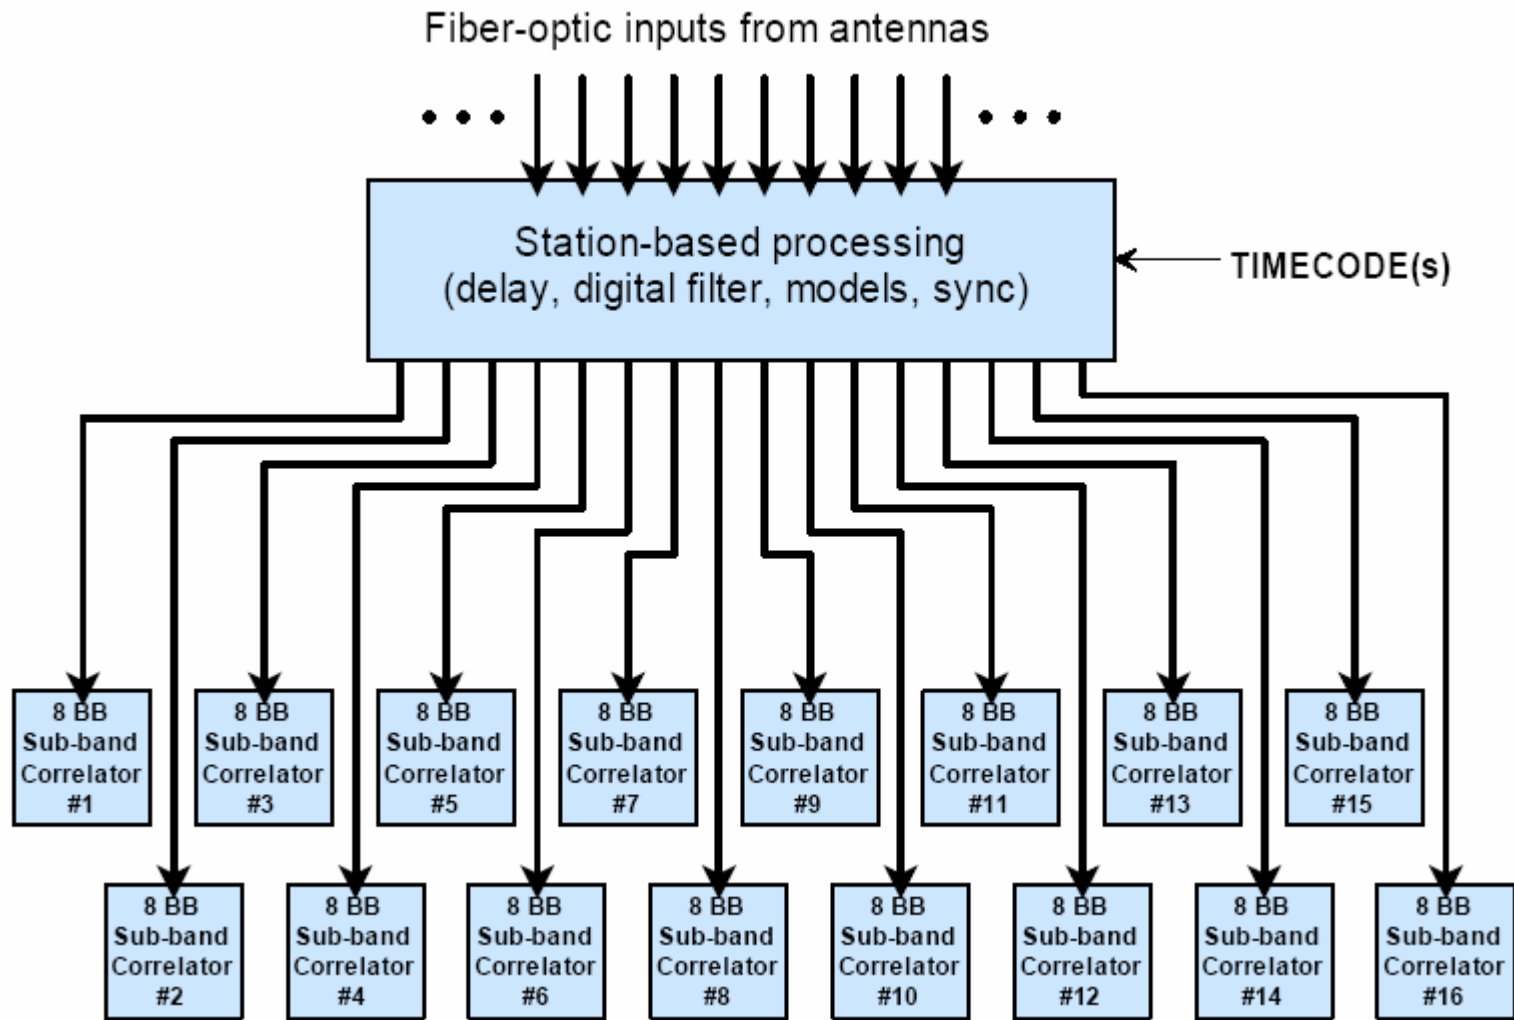 Fiber-optic inputs from antennas
Station-based processing
(delay, digital filter, models, sync)
TIMECODE(s)
8 BB
Sub-band
Correlator
#1
8 BB
Sub-band
Correlator
#3
8 BB
Sub-band
Correlator
#5
8 BB
Sub-band
Correlator
#7
8 BB
Sub-band
Correlator
#9
8 BB
Sub-band
Correlator
#11
8 BB
Sub-band
Correlator
#13
8 BB
Sub-band
Correlator
#15
8 BB
Sub-band
Correlator
#2
8 BB
Sub-band
Correlator
#4
8 BB
Sub-band
Correlator
#6
8 BB
Sub-band
Correlator
#8
8 BB
Sub-band
Correlator
#10
8 BB
Sub-band
Correlator
#12
8 BB
Sub-band
Correlator
#14
8 BB
Sub-band
Correlator
#16